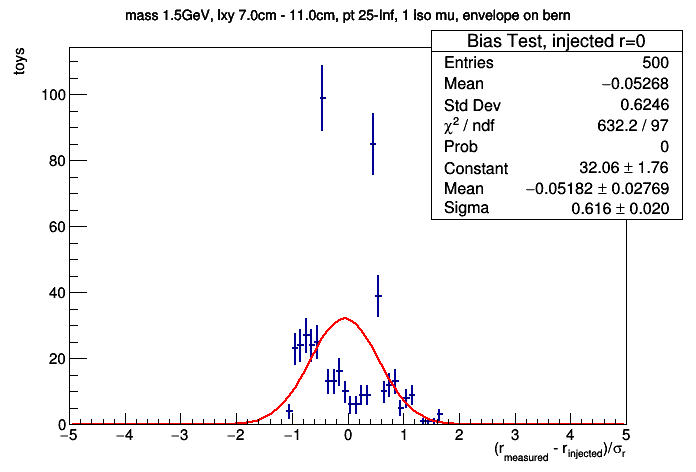 mass 1.5GeV, lxy 7.0cm - 11.0cm, pt 25-Inf, 1 Iso mu, envelope on bern
toys
Bias Test, injected r=0
Entries 500
Mean −0.05268
Std Dev 0.6246
χ² / ndf 632.2 / 97
Prob 0
Constant 32.06 ± 1.76
Mean −0.05182 ± 0.02769
Sigma 0.616 ± 0.020
100
80
60
40
20
0
−5 −4 −3 −2 −1 0 1 2 3 4 5
(r_measured - r_injected)/σ_r